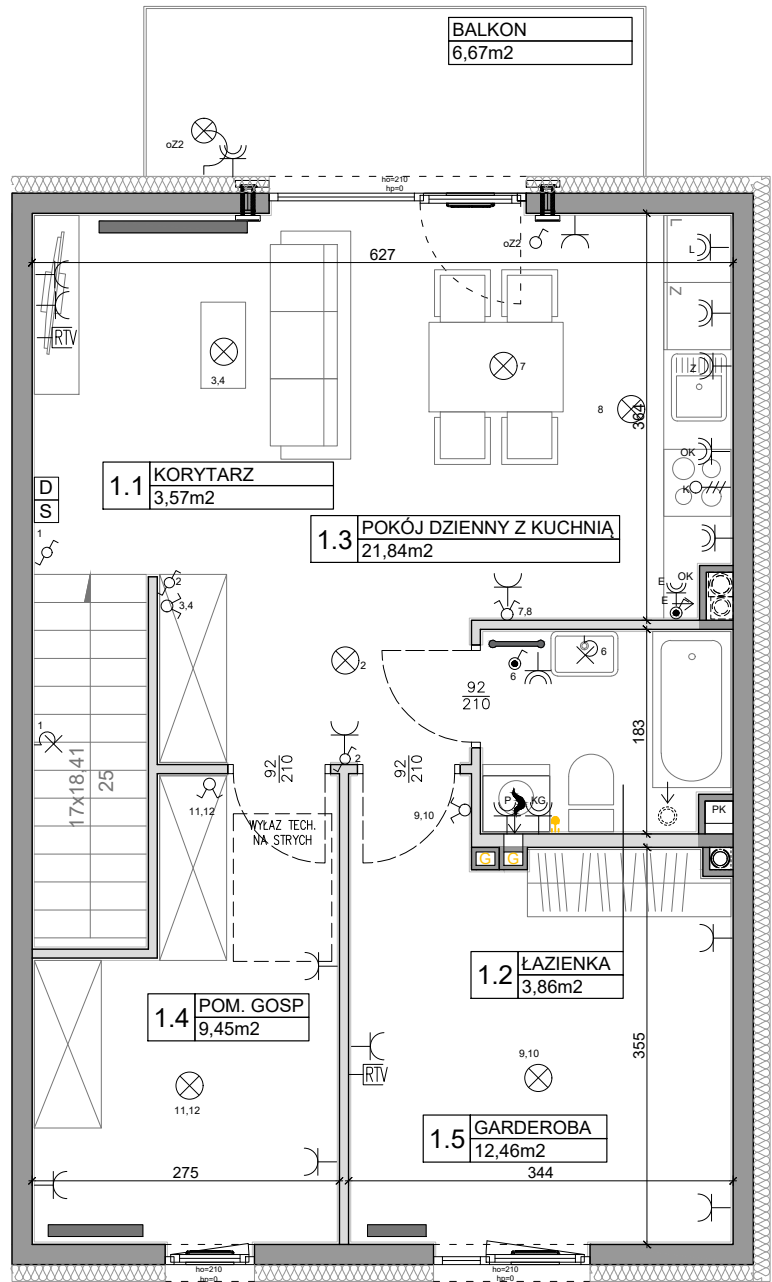 BALKON
6,67m2
oZ2
ho=210
hp=0
oZ2
L
L
627
Z
RTV
3,4
7
Z
8
364
OK
K
1.1 KORYTARZ
3,57m2
D
S
1
1.3 POKÓJ DZIENNY Z KUCHNIĄ
21,84m2
2
3,4
7,8
E
OK
E
2
6
6
92
210
183
1
17x18,41
25
92
210
2
92
210
11,12
WYŁAZ TECH.
NA STRYCH
9,10
P
KG
PK
G
G
1.2 ŁAZIENKA
3,86m2
1.4 POM. GOSP
9,45m2
355
RTV
9,10
11,12
1.5 GARDEROBA
12,46m2
275
344
ho=210
hp=0
ho=210
hp=0